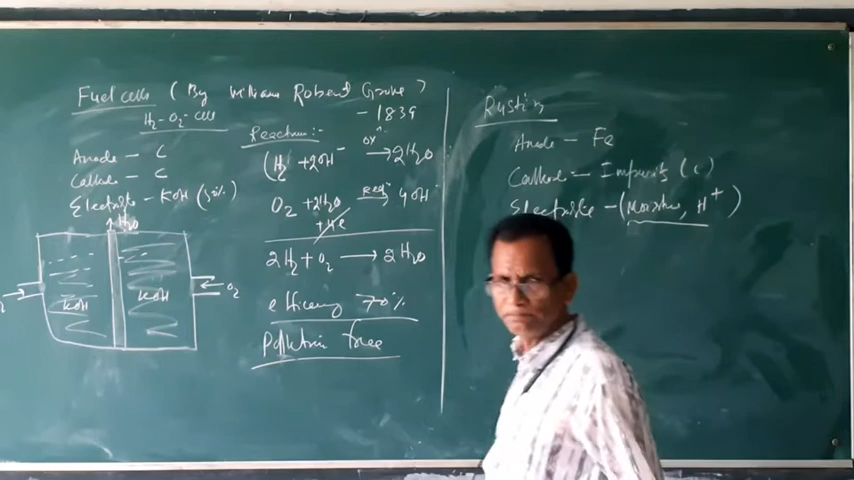 Fuel cells ( By William Robert Grove )
- 1839
H₂-O₂-cell
Anode - C
Cathode - C
Electrolyte - KOH (30%)
↑ H₂O
KOH
KOH
← O₂
Reaction:-
(H₂ + 2OH⁻ → 2H₂O
O₂ + 2H₂O + 4e → 4OH⁻
2H₂ + O₂ → 2H₂O
efficiency → 70%
Pollution free
Rusting
Anode - Fe
Cathode - Impurity (C)
Electrolyte - (Moisture, H⁺)